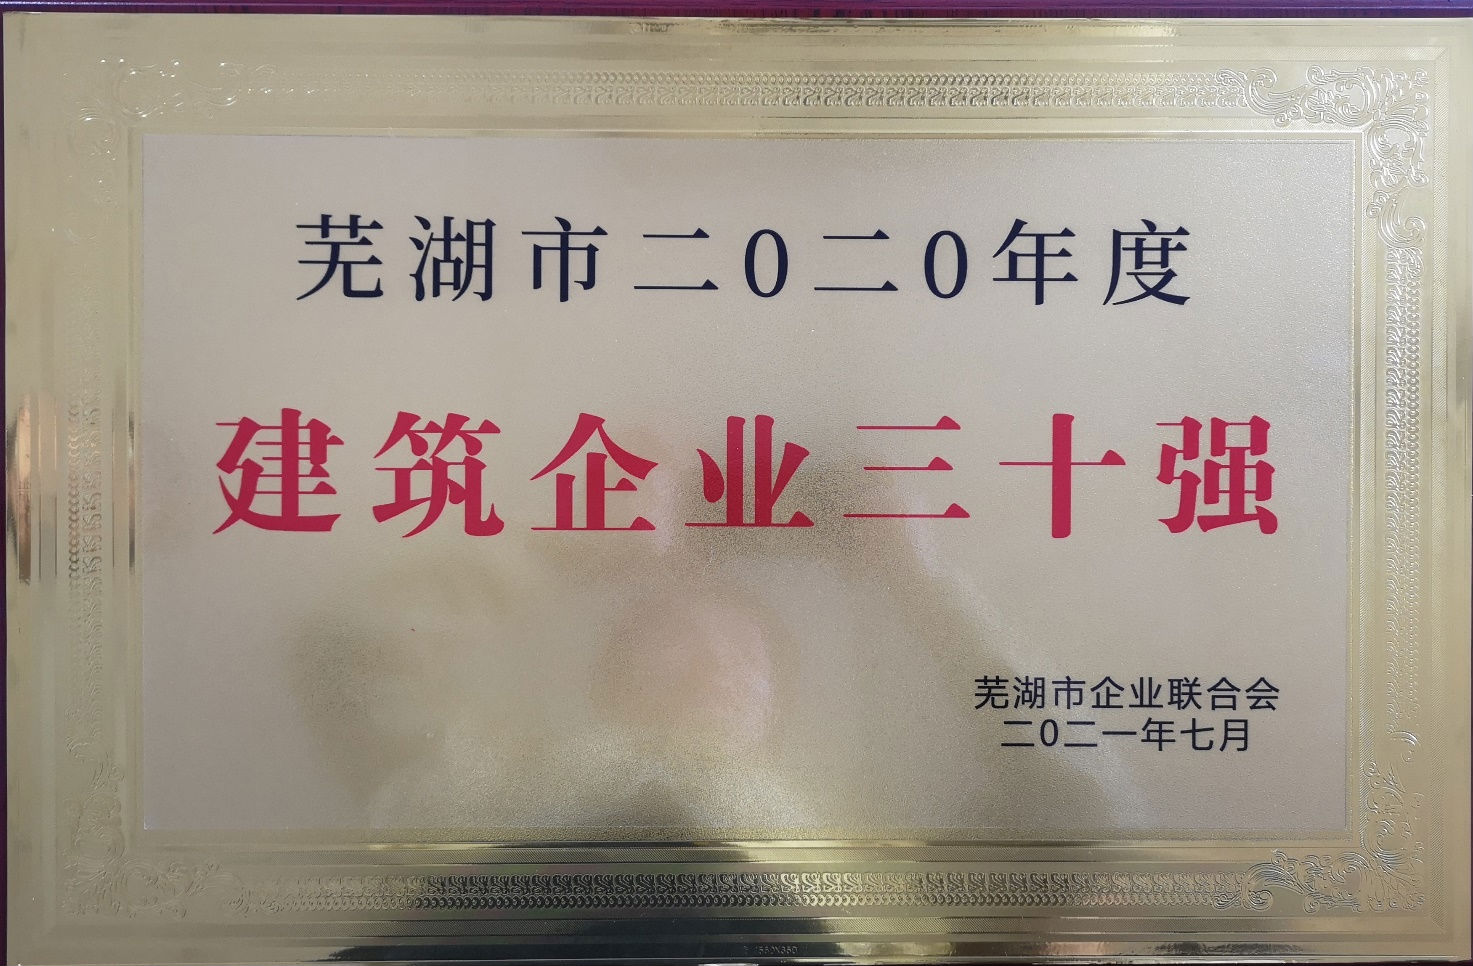 芜湖市二0二0年度
建筑企业三十强
芜湖市企业联合会
二0二一年七月